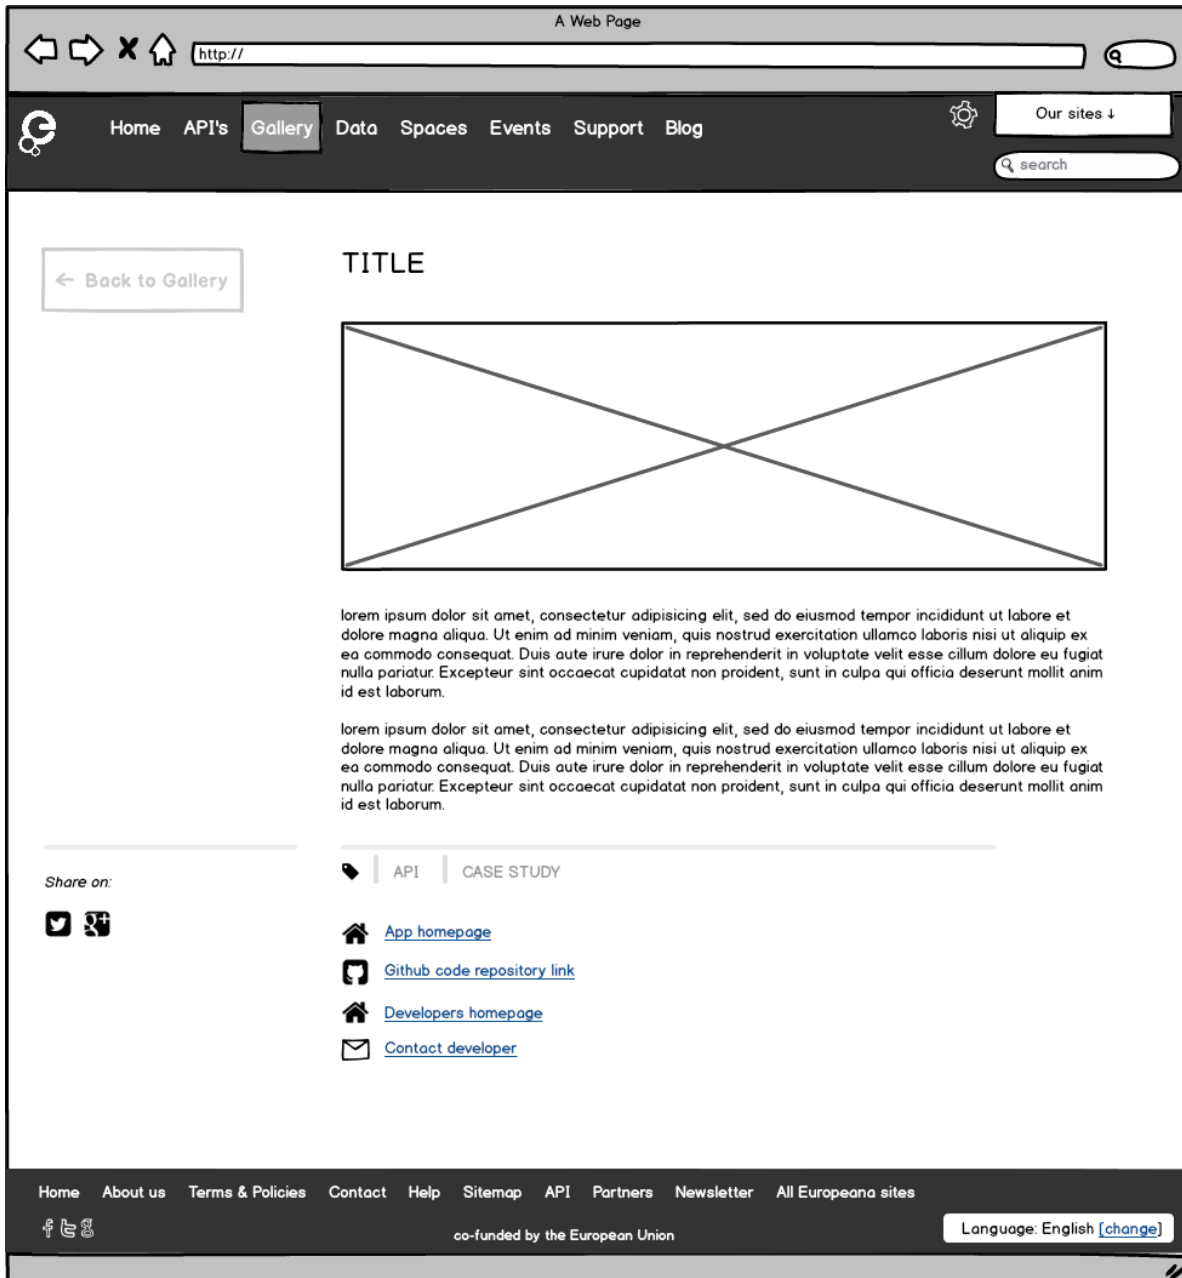 A Web Page
http://
Home API's Gallery Data Spaces Events Support Blog
Our sites ↓
search
← Back to Gallery
TITLE
lorem ipsum dolor sit amet, consectetur adipisicing elit, sed do eiusmod tempor incididunt ut labore et
dolore magna aliqua. Ut enim ad minim veniam, quis nostrud exercitation ullamco laboris nisi ut aliquip ex
ea commodo consequat. Duis aute irure dolor in reprehenderit in voluptate velit esse cillum dolore eu fugiat
nulla pariatur. Excepteur sint occaecat cupidatat non proident, sunt in culpa qui officia deserunt mollit anim
id est laborum.
lorem ipsum dolor sit amet, consectetur adipisicing elit, sed do eiusmod tempor incididunt ut labore et
dolore magna aliqua. Ut enim ad minim veniam, quis nostrud exercitation ullamco laboris nisi ut aliquip ex
ea commodo consequat. Duis aute irure dolor in reprehenderit in voluptate velit esse cillum dolore eu fugiat
nulla pariatur. Excepteur sint occaecat cupidatat non proident, sunt in culpa qui officia deserunt mollit anim
id est laborum.
Share on:
API CASE STUDY
App homepage
Github code repository link
Developers homepage
Contact developer
Home About us Terms & Policies Contact Help Sitemap API Partners Newsletter All Europeana sites
co-funded by the European Union
Language: English [change]